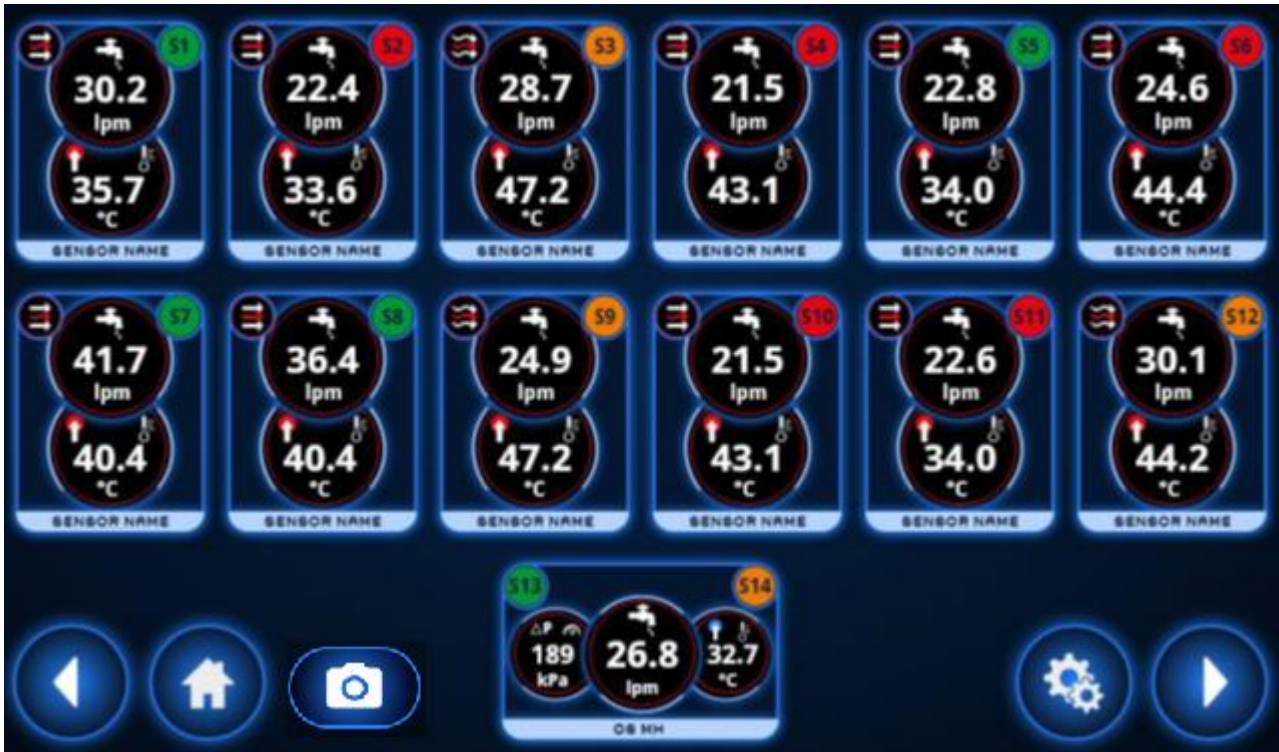 S1 S2 S3 S4 S5 S6
30.2 22.4 28.7 21.5 22.8 24.6
lpm lpm lpm lpm lpm lpm
35.7 33.6 47.2 43.1 34.0 44.4
°C °C °C °C °C
SENSOR NAME SENSOR NAME SENSOR NAME SENSOR NAME SENSOR NAME SENSOR NAME
S7 S8 S9 S10 S11 S12
41.7 36.4 24.9 21.5 22.6 30.1
lpm lpm lpm lpm lpm lpm
40.4 40.4 47.2 43.1 34.0 44.2
°C °C °C °C °C °C
SENSOR NAME SENSOR NAME SENSOR NAME SENSOR NAME SENSOR NAME SENSOR NAME
S13 S14
△P
189 26.8 32.7
kPa lpm °C